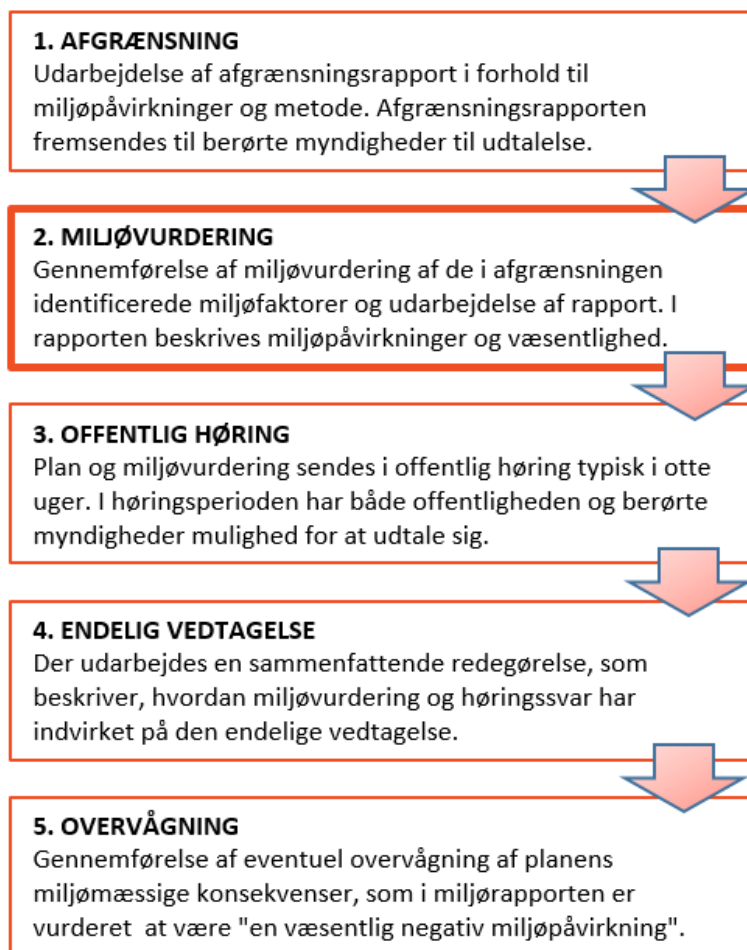 1. AFGRÆNSNING
Udarbejdelse af afgrænsningsrapport i forhold til
miljøpåvirkninger og metode. Afgrænsningsrapporten
fremsendes til berørte myndigheder til udtalelse.
2. MILJØVURDERING
Gennemførelse af miljøvurdering af de i afgrænsningen
identificerede miljøfaktorer og udarbejdelse af rapport. I
rapporten beskrives miljøpåvirkninger og væsentlighed.
3. OFFENTLIG HØRING
Plan og miljøvurdering sendes i offentlig høring typisk i otte
uger. I høringsperioden har både offentligheden og berørte
myndigheder mulighed for at udtale sig.
4. ENDELIG VEDTAGELSE
Der udarbejdes en sammenfattende redegørelse, som
beskriver, hvordan miljøvurdering og høringssvar har
indvirket på den endelige vedtagelse.
5. OVERVÅGNING
Gennemførelse af eventuel overvågning af planens
miljømæssige konsekvenser, som i miljørapporten er
vurderet at være "en væsentlig negativ miljøpåvirkning".